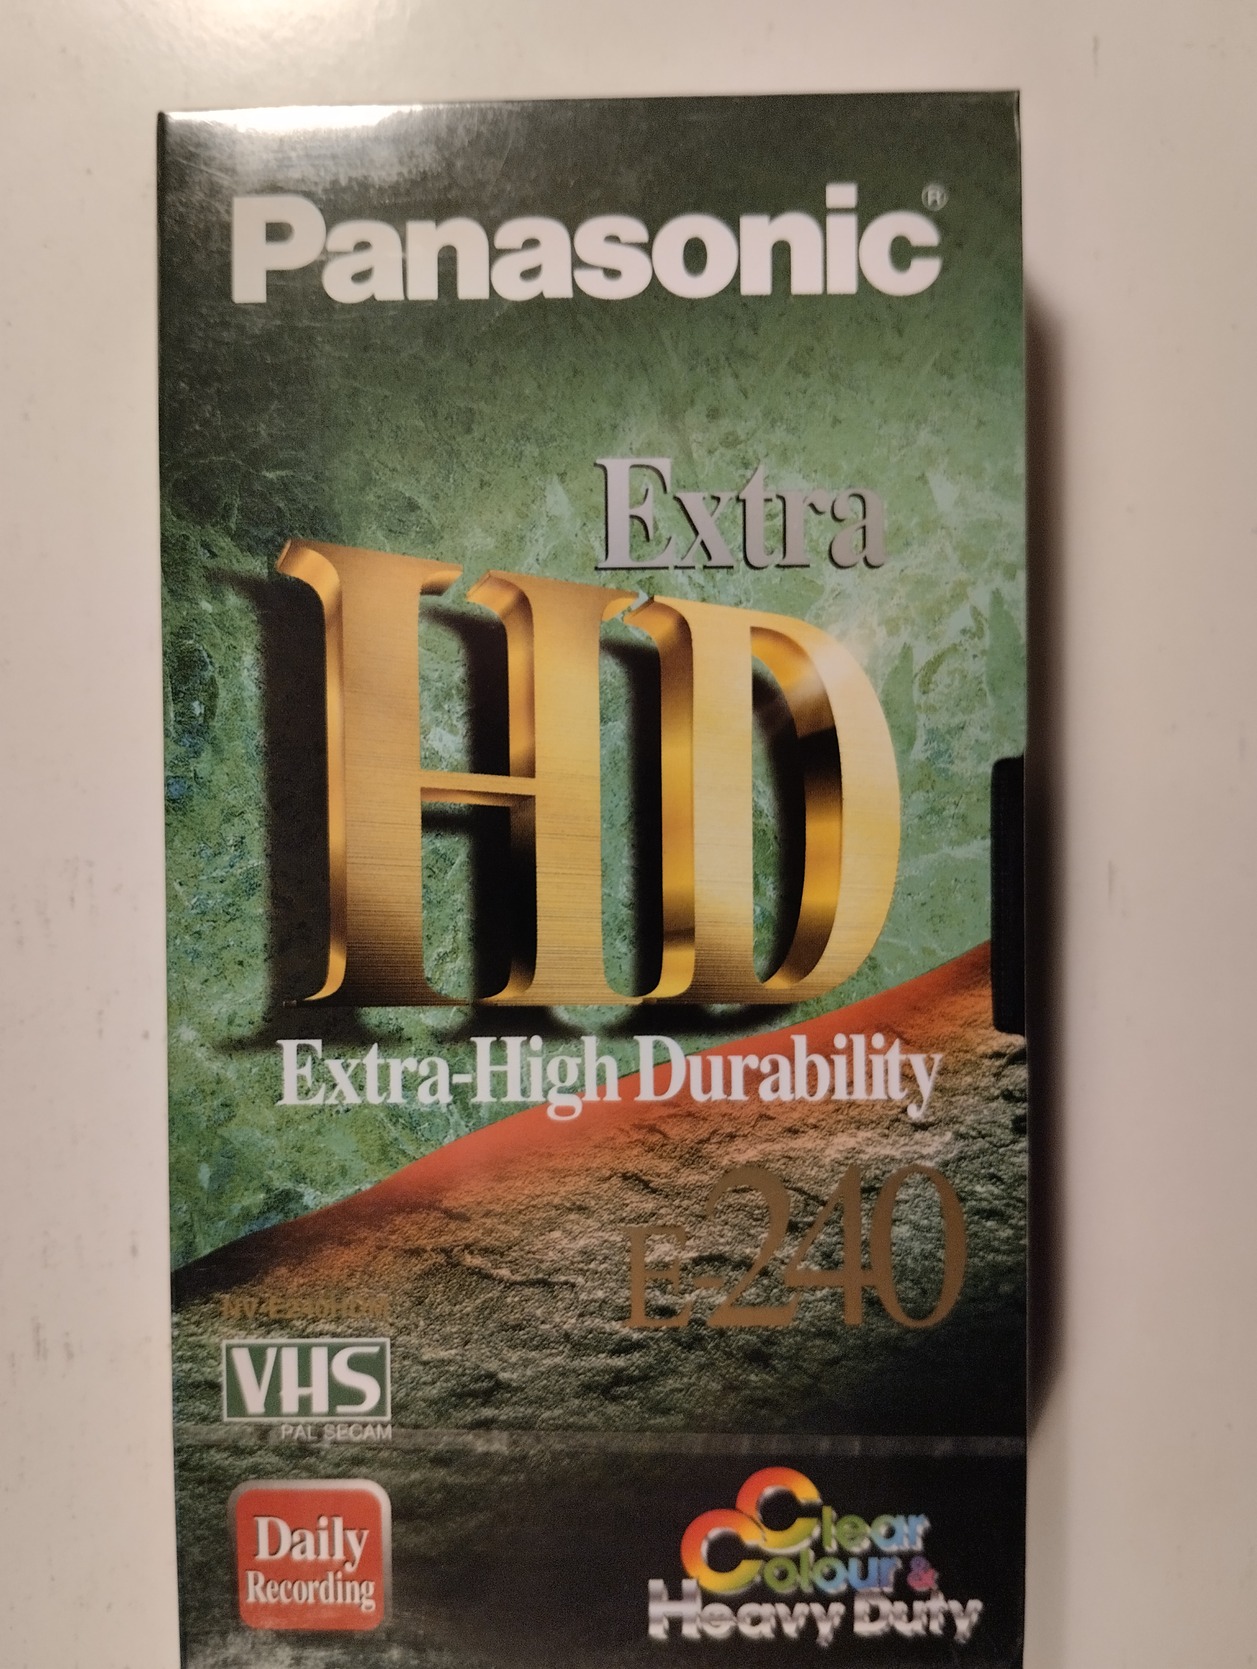 Panasonic®
Extra
HD
Extra-High Durability
E-240
VHS
PAL SECAM
Daily
Recording
Clear
Colour &
Heavy Duty